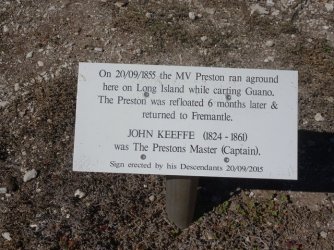 On 20/09/1855 the MV Preston ran aground
here on Long Island while carting Guano.
The Preston was refloated 6 months later &
returned to Fremantle.
JOHN KEEFFE (1824 - 1861)
was The Prestons Master (Captain).
Sign erected by his Descendants 20/09/2015